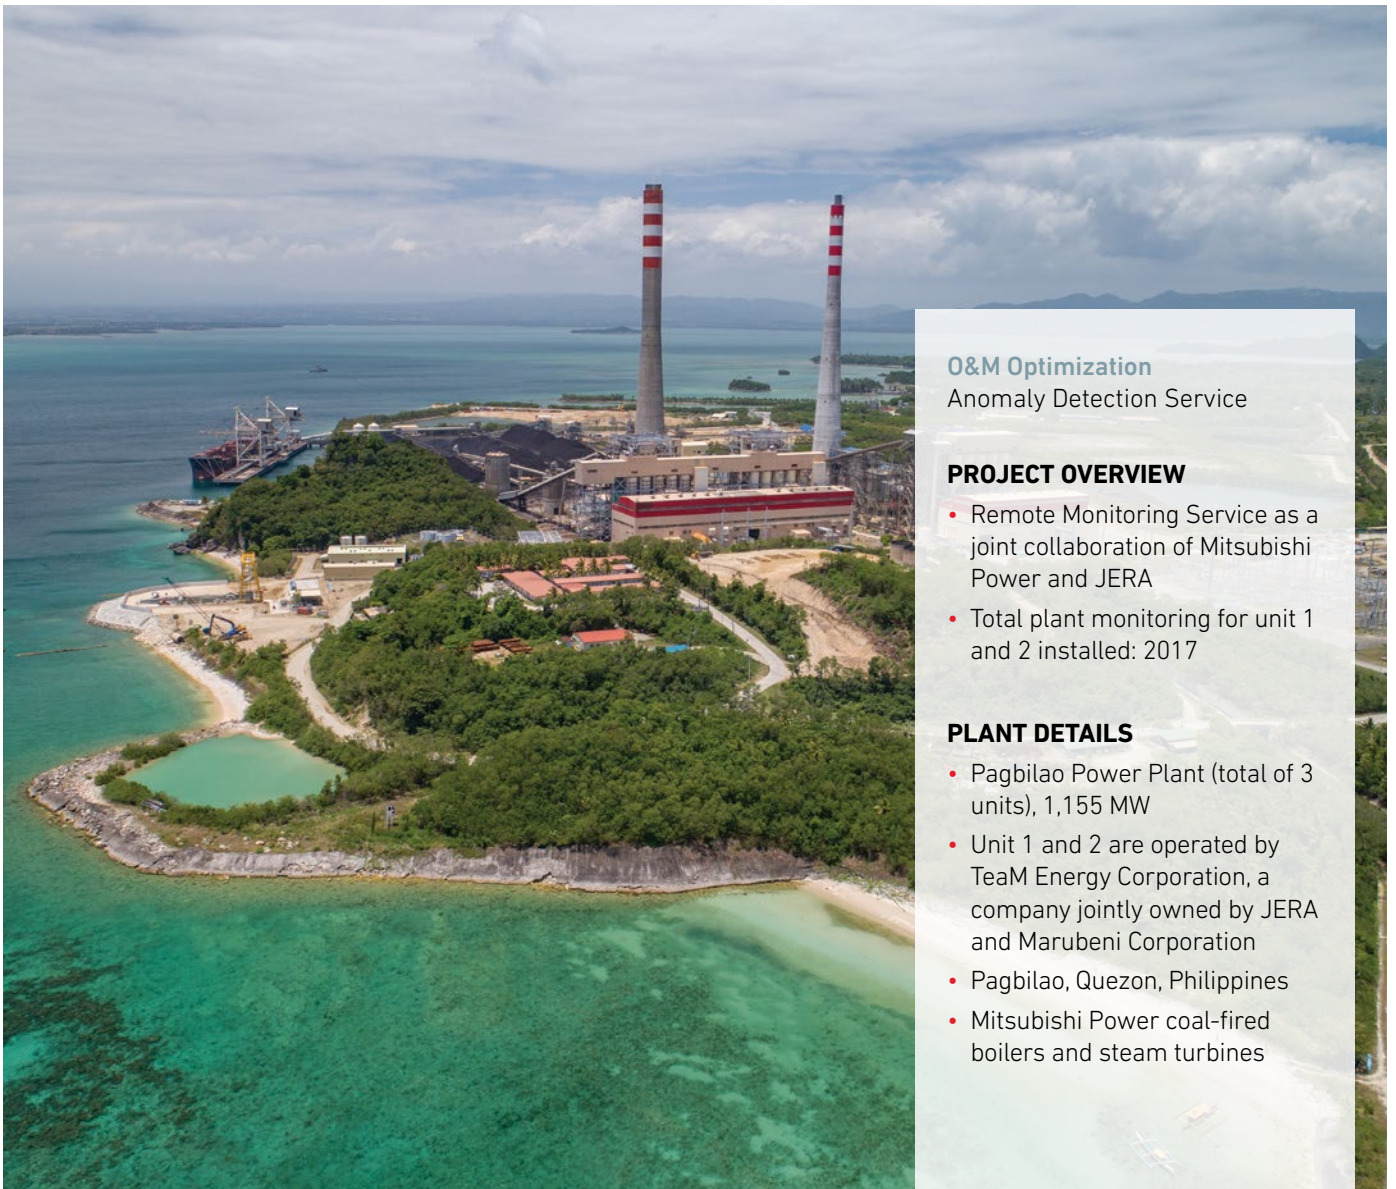 O&M Optimization
Anomaly Detection Service
PROJECT OVERVIEW
• Remote Monitoring Service as a
joint collaboration of Mitsubishi
Power and JERA
• Total plant monitoring for unit 1
and 2 installed: 2017
PLANT DETAILS
• Pagbilao Power Plant (total of 3
units), 1,155 MW
• Unit 1 and 2 are operated by
TeaM Energy Corporation, a
company jointly owned by JERA
and Marubeni Corporation
• Pagbilao, Quezon, Philippines
• Mitsubishi Power coal-fired
boilers and steam turbines